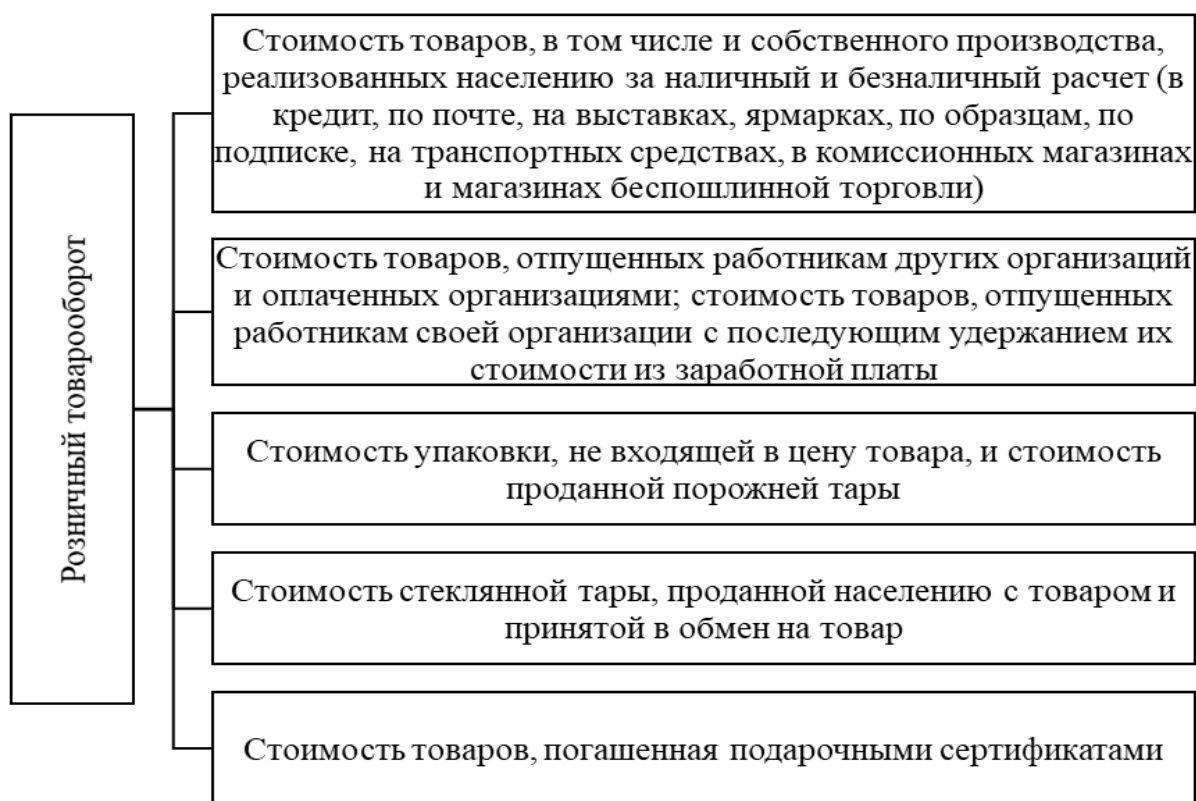 Розничный товарооборот
Стоимость товаров, в том числе и собственного производства,
реализованных населению за наличный и безналичный расчет (в
кредит, по почте, на выставках, ярмарках, по образцам, по
подписке, на транспортных средствах, в комиссионных магазинах
и магазинах беспошлинной торговли)
Стоимость товаров, отпущенных работникам других организаций
и оплаченных организациями; стоимость товаров, отпущенных
работникам своей организации с последующим удержанием их
стоимости из заработной платы
Стоимость упаковки, не входящей в цену товара, и стоимость
проданной порожней тары
Стоимость стеклянной тары, проданной населению с товаром и
принятой в обмен на товар
Стоимость товаров, погашенная подарочными сертификатами